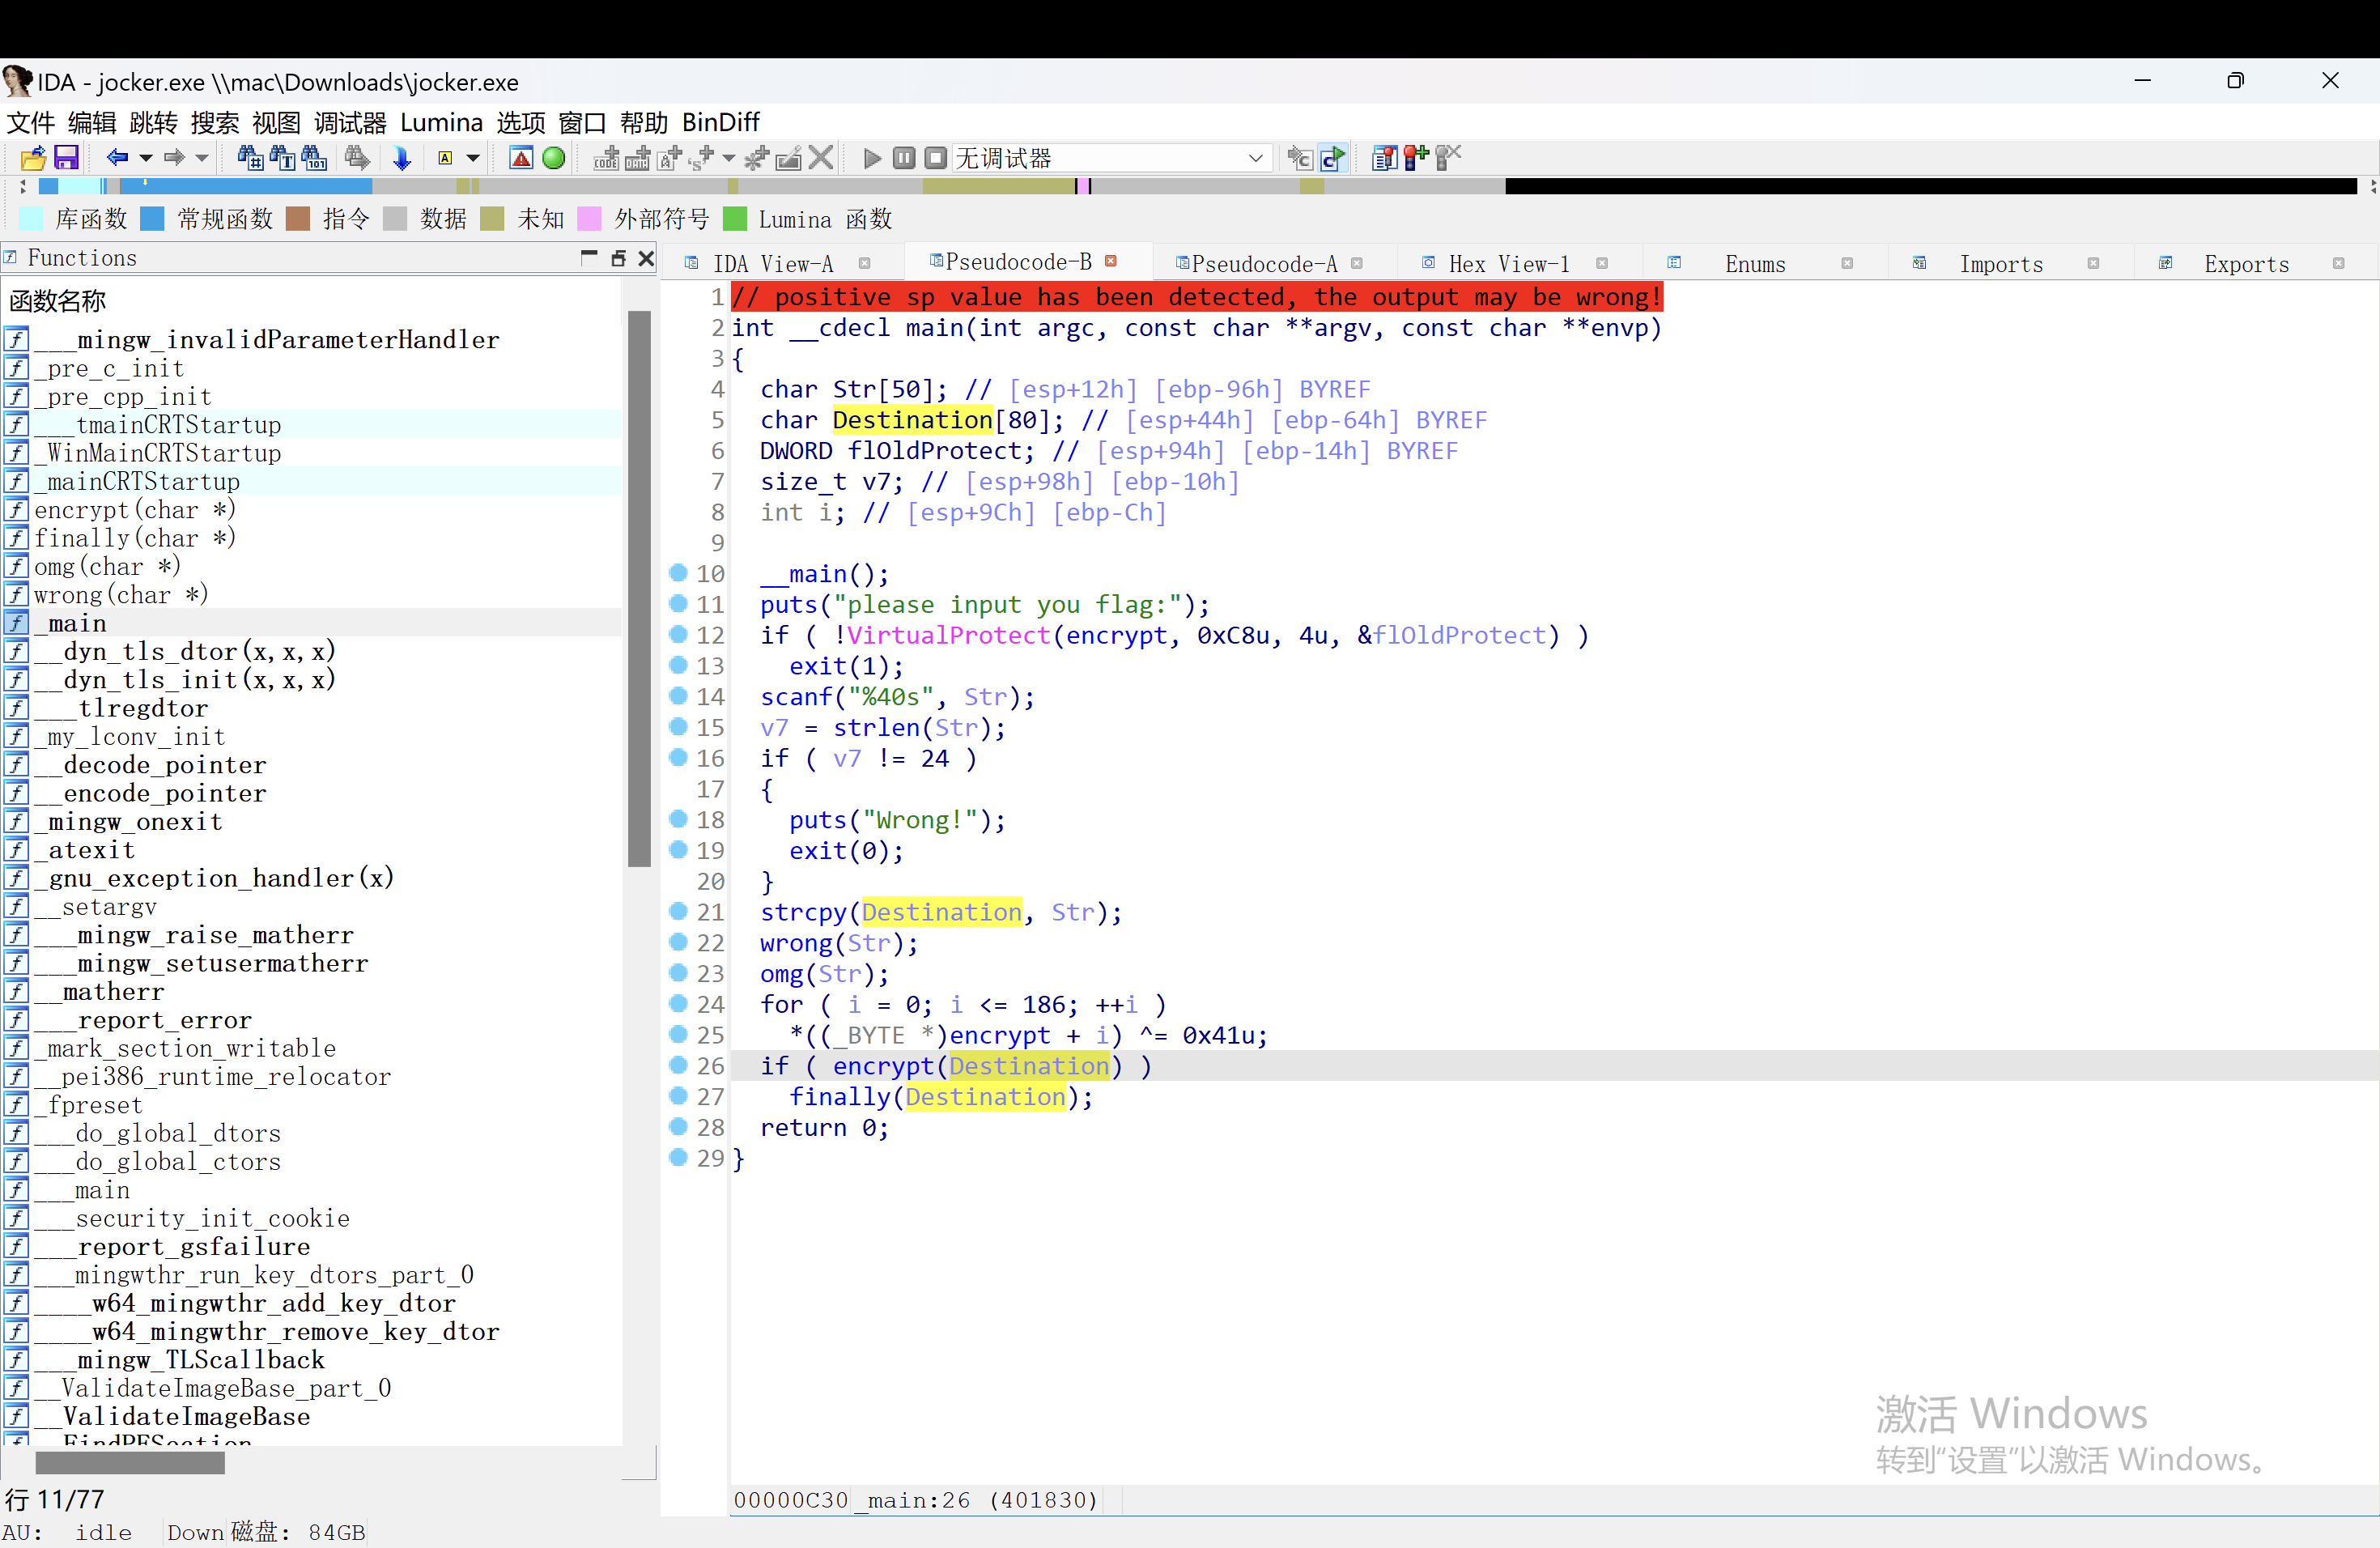 IDA - jocker.exe \\mac\Downloads\jocker.exe
文件 编辑 跳转 搜索 视图 调试器 Lumina 选项 窗口 帮助 BinDiff
无调试器
库函数 常规函数 指令 数据 未知 外部符号 Lumina 函数
Functions
函数名称
___mingw_invalidParameterHandler
_pre_c_init
_pre_cpp_init
___tmainCRTStartup
_WinMainCRTStartup
_mainCRTStartup
encrypt(char *)
finally(char *)
omg(char *)
wrong(char *)
_main
__dyn_tls_dtor(x,x,x)
__dyn_tls_init(x,x,x)
___tlregdtor
_my_lconv_init
__decode_pointer
__encode_pointer
_mingw_onexit
_atexit
_gnu_exception_handler(x)
__setargv
___mingw_raise_matherr
___mingw_setusermatherr
__matherr
___report_error
_mark_section_writable
__pei386_runtime_relocator
_fpreset
___do_global_dtors
___do_global_ctors
___main
___security_init_cookie
___report_gsfailure
___mingwthr_run_key_dtors_part_0
____w64_mingwthr_add_key_dtor
____w64_mingwthr_remove_key_dtor
___mingw_TLScallback
__ValidateImageBase_part_0
__ValidateImageBase
__FindPESection
行 11/77
AU: idle Down 磁盘: 84GB
IDA View-A Pseudocode-B Pseudocode-A Hex View-1 Enums Imports Exports
1 // positive sp value has been detected, the output may be wrong!
2 int __cdecl main(int argc, const char **argv, const char **envp)
3 {
4 char Str[50]; // [esp+12h] [ebp-96h] BYREF
5 char Destination[80]; // [esp+44h] [ebp-64h] BYREF
6 DWORD flOldProtect; // [esp+94h] [ebp-14h] BYREF
7 size_t v7; // [esp+98h] [ebp-10h]
8 int i; // [esp+9Ch] [ebp-Ch]
9
10 __main();
11 puts("please input you flag:");
12 if ( !VirtualProtect(encrypt, 0xC8u, 4u, &flOldProtect) )
13 exit(1);
14 scanf("%40s", Str);
15 v7 = strlen(Str);
16 if ( v7 != 24 )
17 {
18 puts("Wrong!");
19 exit(0);
20 }
21 strcpy(Destination, Str);
22 wrong(Str);
23 omg(Str);
24 for ( i = 0; i <= 186; ++i )
25 *((_BYTE *)encrypt + i) ^= 0x41u;
26 if ( encrypt(Destination) )
27 finally(Destination);
28 return 0;
29 }
激活 Windows
转到“设置”以激活 Windows。
00000C30 _main:26 (401830)